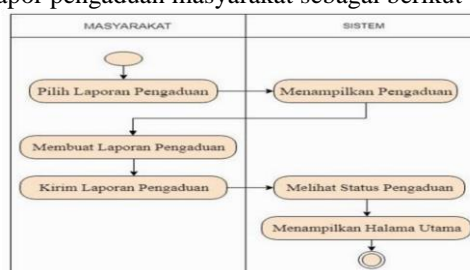 apor pengaduan masyarakat sebagai berikut
MASYARAKAT
SISTEM
Pilih Laporan Pengaduan
Menampilkan Pengaduan
Membuat Laporan Pengaduan
Kirim Laporan Pengaduan
Melihat Status Pengaduan
Menampilkan Halama Utama